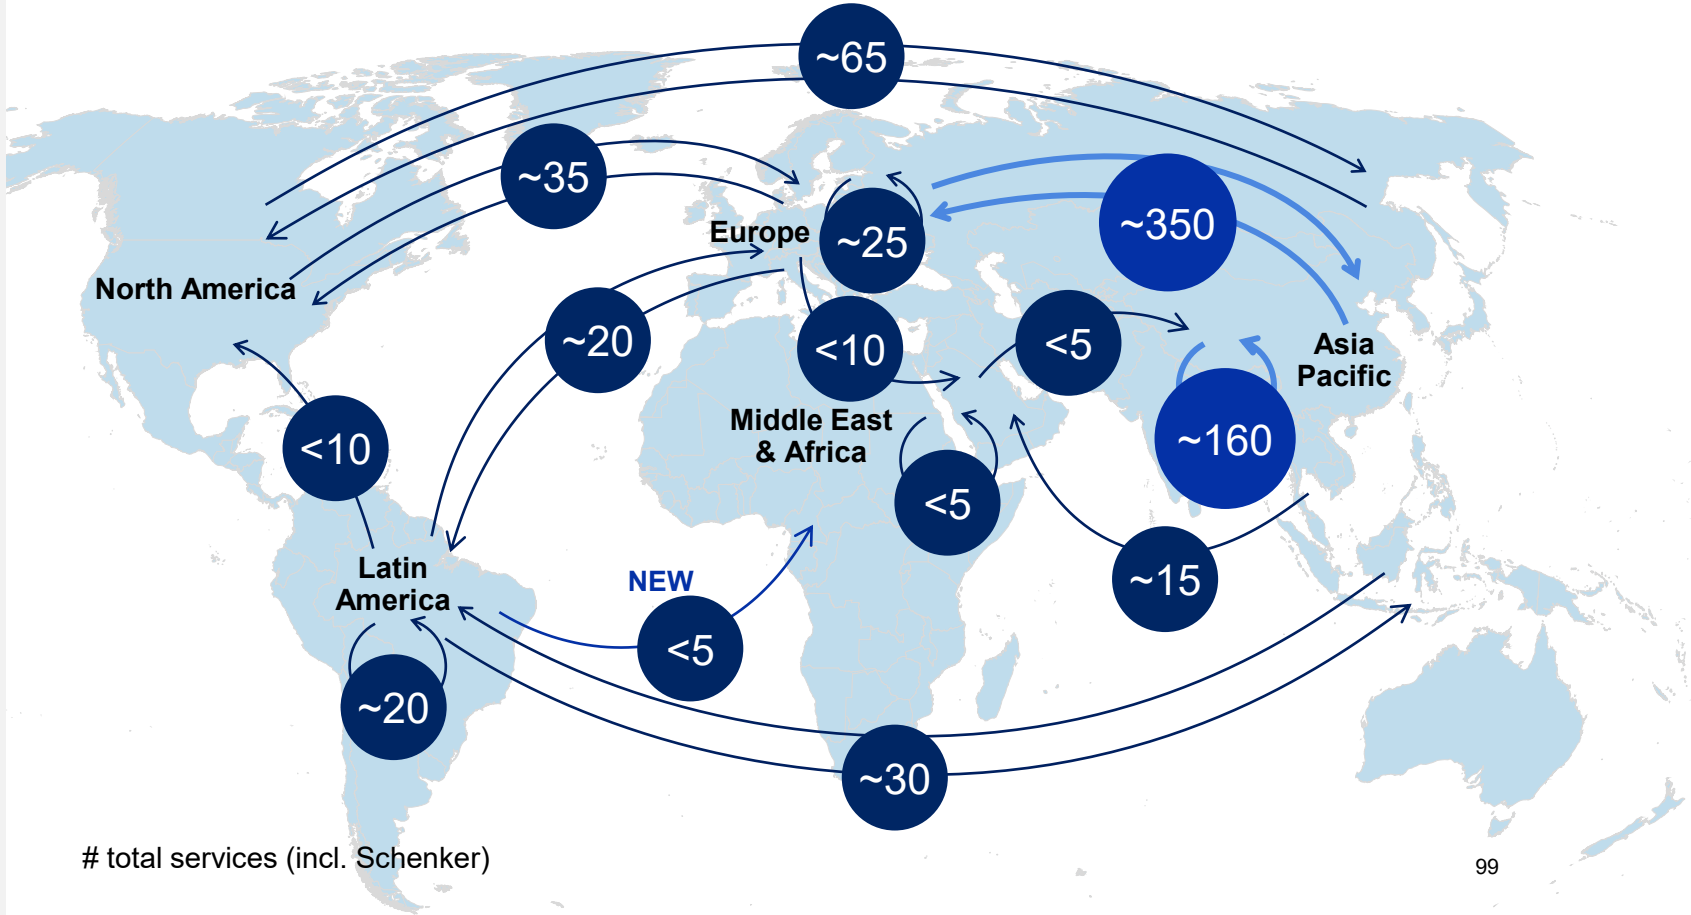 ~65
~35
~350
Europe
~25
North America
~20
<10
<5
Asia
Pacific
<10
Middle East
& Africa
~160
<5
~15
Latin
America
NEW
<5
~20
~30
# total services (incl. Schenker)
99